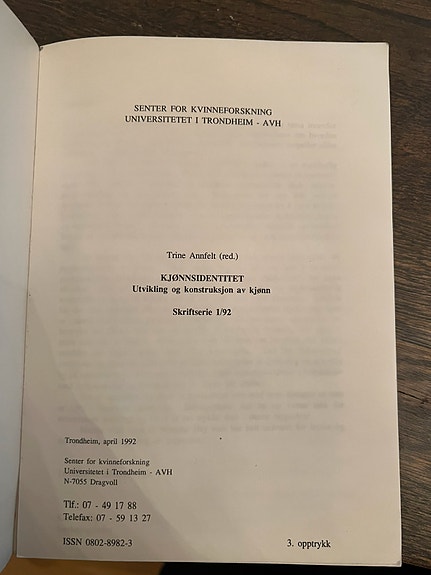 SENTER FOR KVINNEFORSKNING
UNIVERSITETET I TRONDHEIM - AVH
Trine Annfelt (red.)
KJØNNSIDENTITET
Utvikling og konstruksjon av kjønn
Skriftserie 1/92
Trondheim, april 1992
Senter for kvinneforskning
Universitetet i Trondheim - AVH
N-7055 Dragvoll
Tlf.: 07 - 49 17 88
Telefax: 07 - 59 13 27
ISSN 0802-8982-3
3. opptrykk